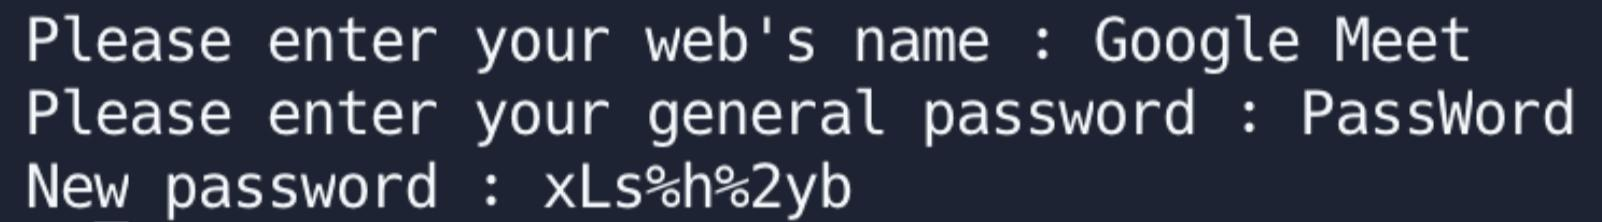 Please enter your web's name : Google Meet
Please enter your general password : PassWord
New password : xLs%h%2yb